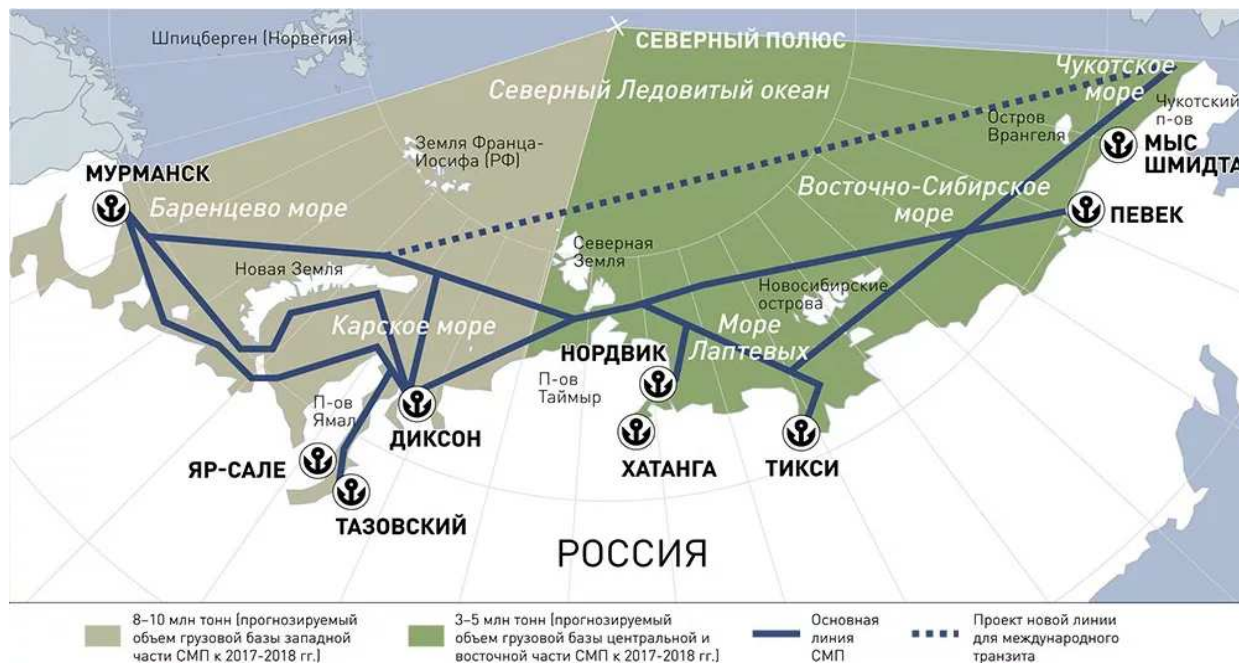 Шпицберген (Норвегия)
СЕВЕРНЫЙ ПОЛЮС
Северный Ледовитый океан
Чукотское
море
Чукотский
п-ов
Остров
Врангеля
МЫС
ШМИДТА
Земля Франца-
Иосифа (РФ)
МУРМАНСК
Баренцево море
Восточно-Сибирское
море
ПЕВЕК
Северная
Земля
Новая Земля
Новосибирские
острова
Карское море
Море
Лаптевых
НОРДВИК
П-ов
Таймыр
П-ов
Ямал
ДИКСОН
ЯР-САЛЕ
ХАТАНГА
ТИКСИ
ТАЗОВСКИЙ
РОССИЯ
8–10 млн тонн (прогнозируемый
объем грузовой базы западной
части СМП к 2017-2018 гг.)
3–5 млн тонн (прогнозируемый
объем грузовой базы центральной и
восточной части СМП к 2017-2018 гг.)
Основная
линия
СМП
Проект новой линии
для международного
транзита